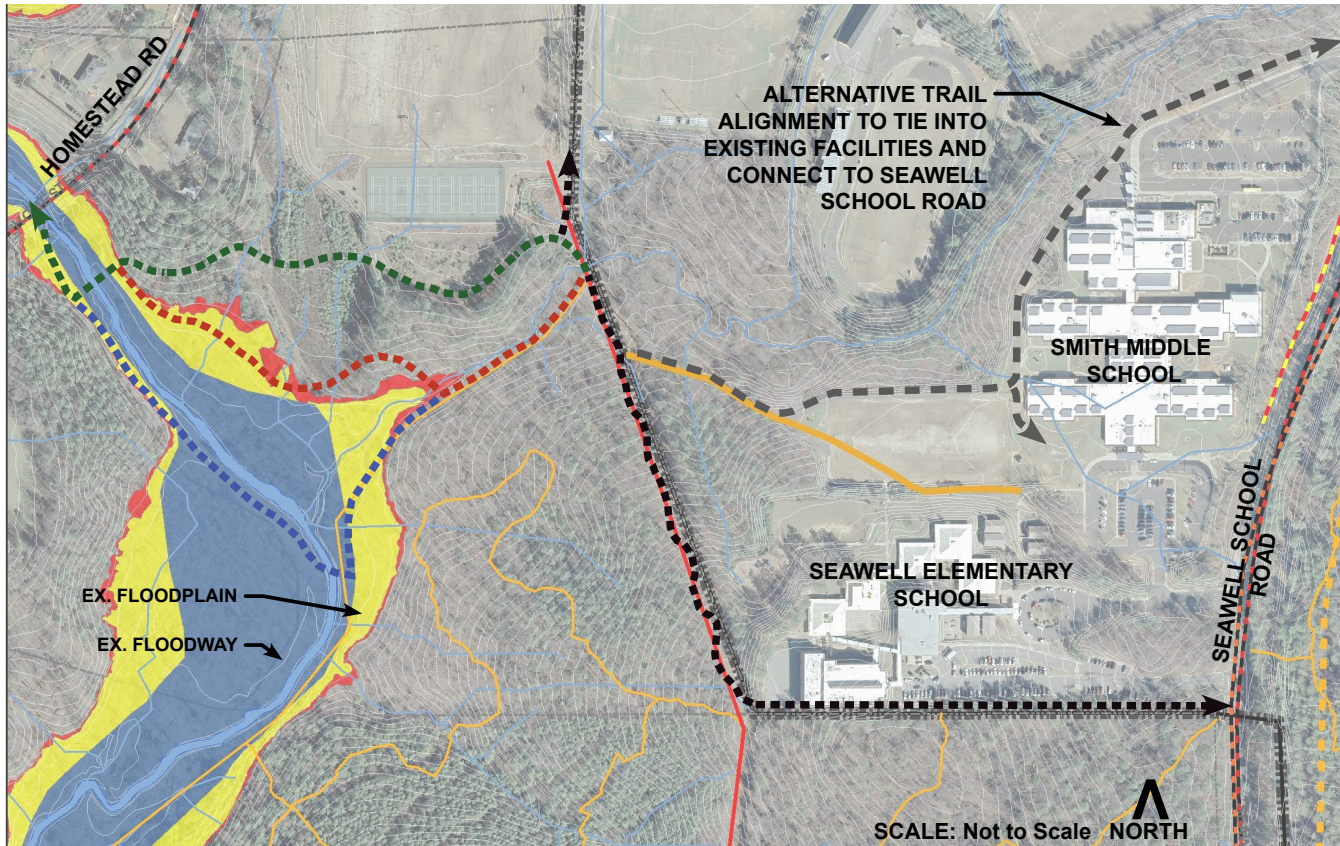 HOMESTEAD RD
ALTERNATIVE TRAIL
ALIGNMENT TO TIE INTO
EXISTING FACILITIES AND
CONNECT TO SEAWELL
SCHOOL ROAD
SMITH MIDDLE
SCHOOL
SEAWELL ELEMENTARY
SCHOOL
SEAWELL SCHOOL
ROAD
EX. FLOODPLAIN
EX. FLOODWAY
SCALE: Not to Scale
NORTH